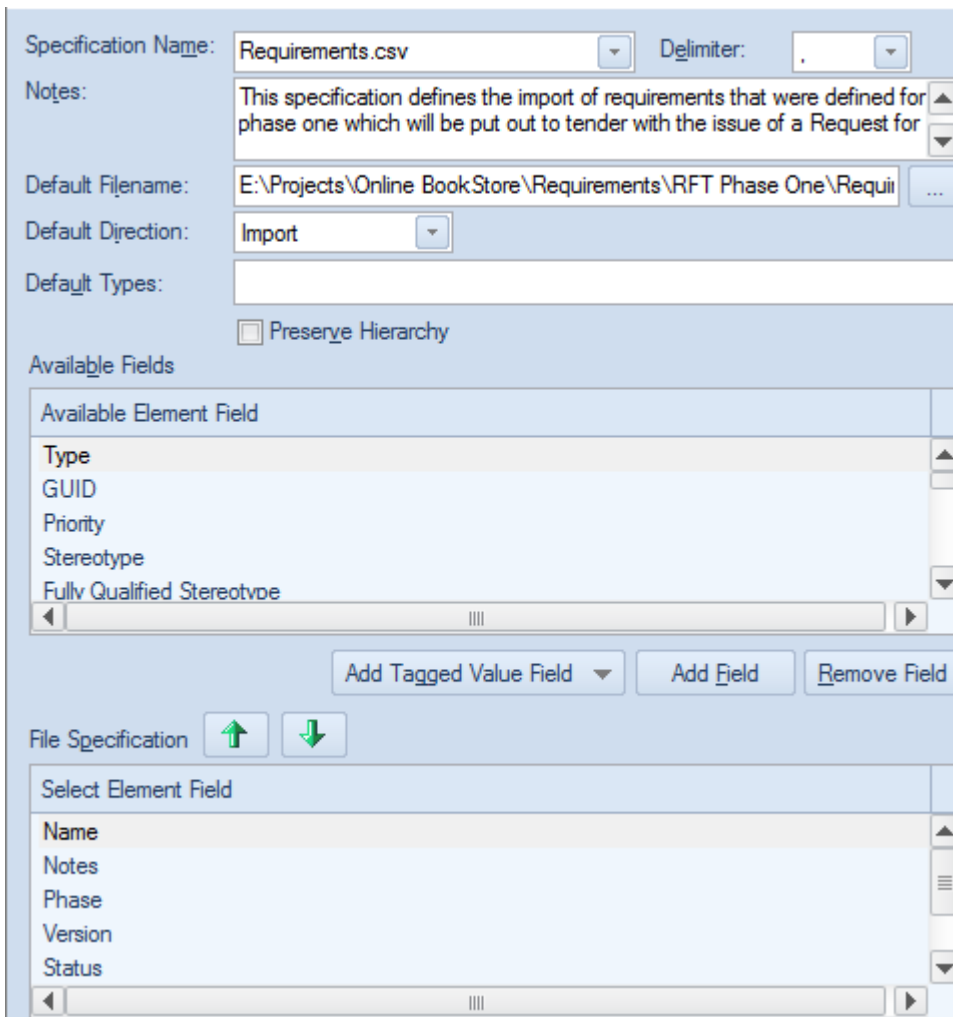 Specification Name: Requirements.csv Delimiter: ,
Notes: This specification defines the import of requirements that were defined for
phase one which will be put out to tender with the issue of a Request for
Default Filename: E:\Projects\Online BookStore\Requirements\RFT Phase One\Requir ...
Default Direction: Import
Default Types:
Preserve Hierarchy
Available Fields
Available Element Field
Type
GUID
Priority
Stereotype
Fully Qualified Stereotype
Add Tagged Value Field Add Field Remove Field
File Specification
Select Element Field
Name
Notes
Phase
Version
Status